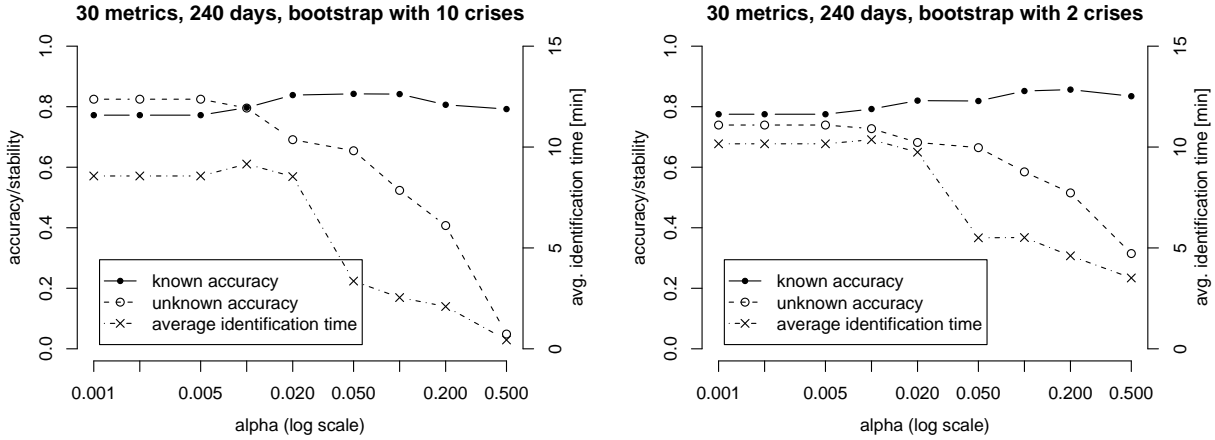 30 metrics, 240 days, bootstrap with 10 crises
accuracy/stability
0.0 0.2 0.4 0.6 0.8 1.0
known accuracy
unknown accuracy
average identification time
0 5 10 15
avg. identification time [min]
0.001 0.005 0.020 0.050 0.200 0.500
alpha (log scale)
30 metrics, 240 days, bootstrap with 2 crises
accuracy/stability
0.0 0.2 0.4 0.6 0.8 1.0
known accuracy
unknown accuracy
average identification time
0 5 10 15
avg. identification time [min]
0.001 0.005 0.020 0.050 0.200 0.500
alpha (log scale)